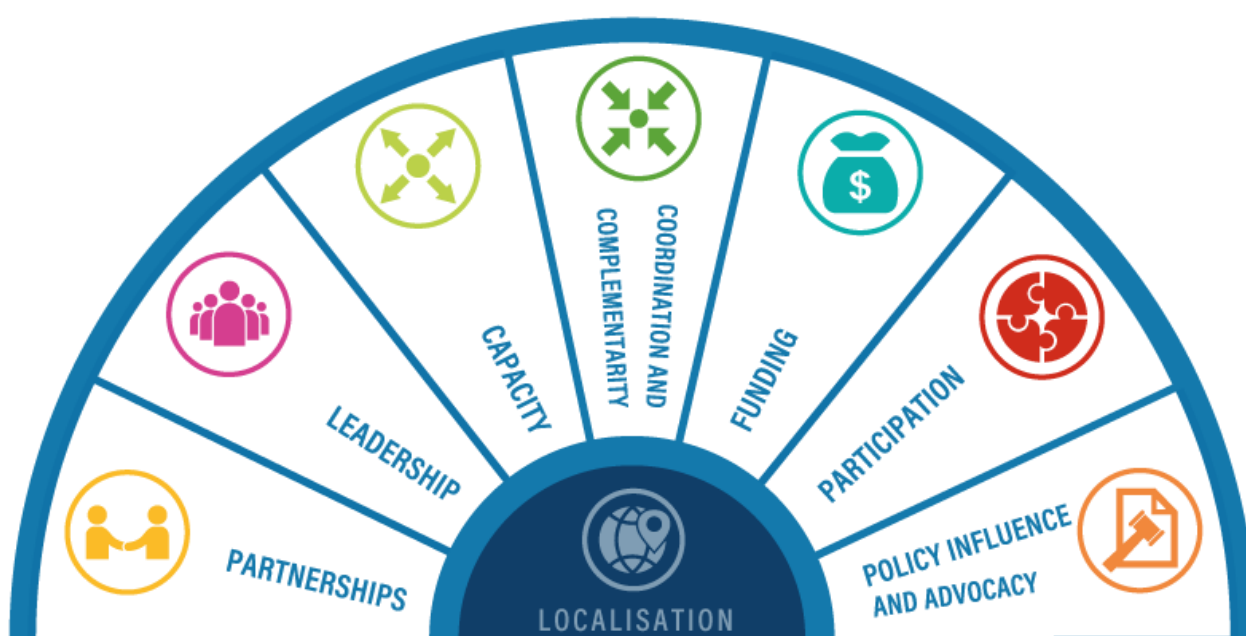 PARTNERSHIPS
LEADERSHIP
CAPACITY
COORDINATION AND
COMPLEMENTARITY
$
FUNDING
PARTICIPATION
POLICY INFLUENCE
AND ADVOCACY
LOCALISATION